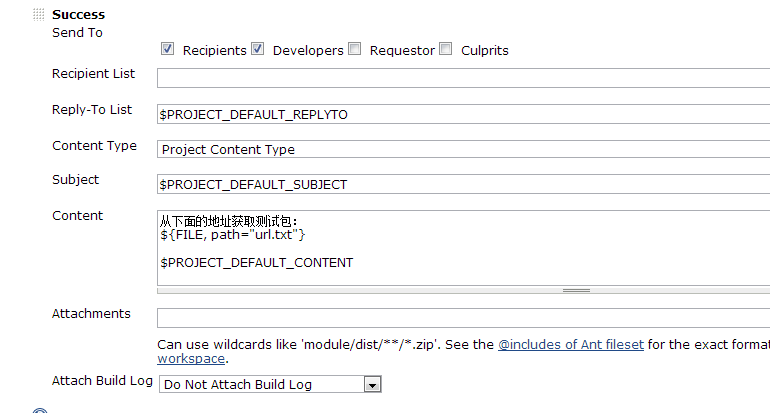 Success
Send To
Recipients Developers Requestor Culprits
Recipient List
Reply-To List $PROJECT_DEFAULT_REPLYTO
Content Type Project Content Type
Subject $PROJECT_DEFAULT_SUBJECT
Content
从下面的地址获取测试包：
${FILE, path="url.txt"}
$PROJECT_DEFAULT_CONTENT
Attachments
Can use wildcards like 'module/dist/**/*.zip'. See the @includes of Ant fileset for the exact format
workspace.
Attach Build Log Do Not Attach Build Log